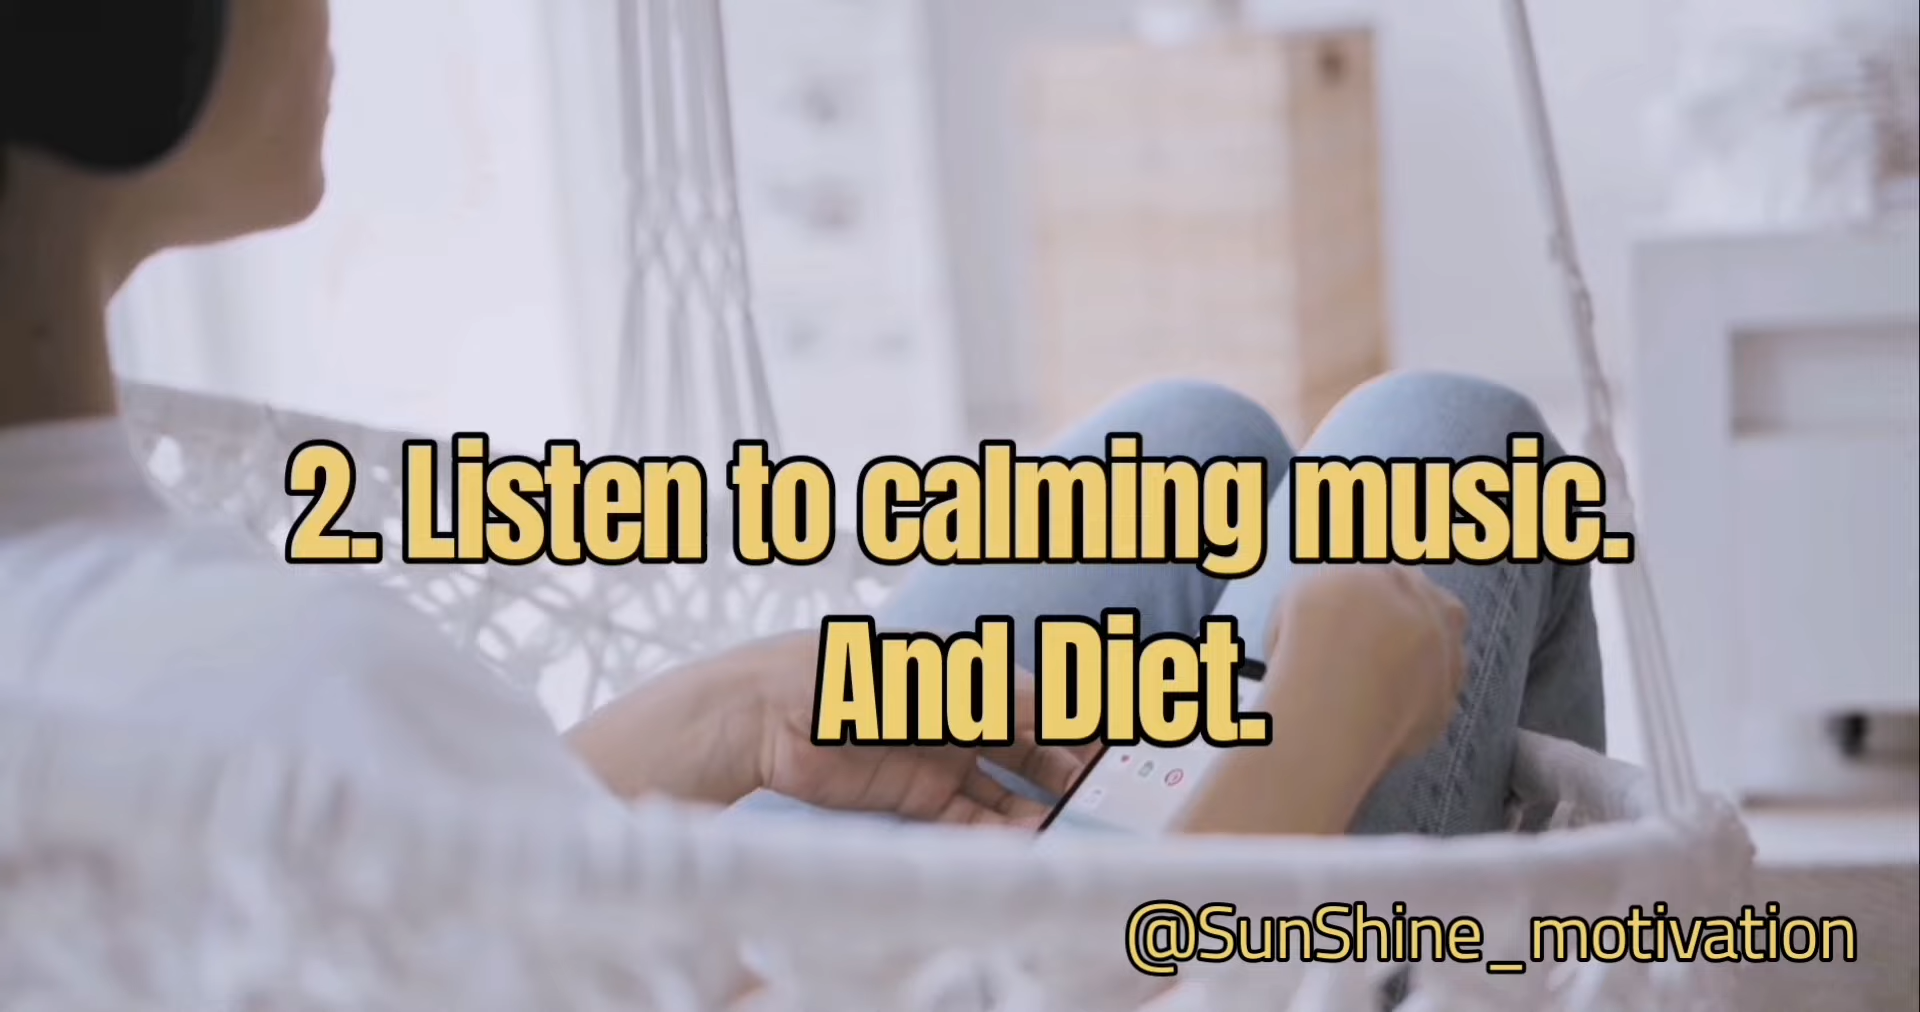 2. Listen to calming music.
And Diet.
@SunShine_motivation